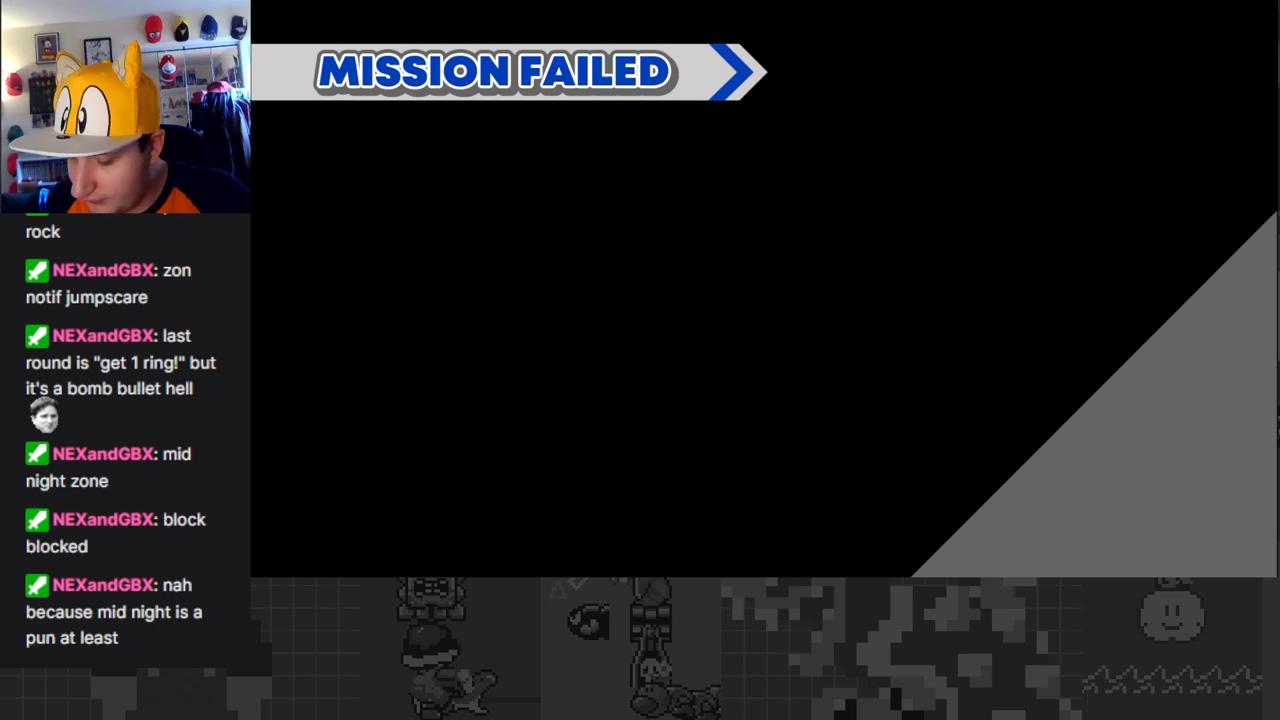 MISSION FAILED
rock
NEXandGBX: zon
notif jumpscare
NEXandGBX: last
round is "get 1 ring!" but
it's a bomb bullet hell
NEXandGBX: mid
night zone
NEXandGBX: block
blocked
NEXandGBX: nah
because mid night is a
pun at least